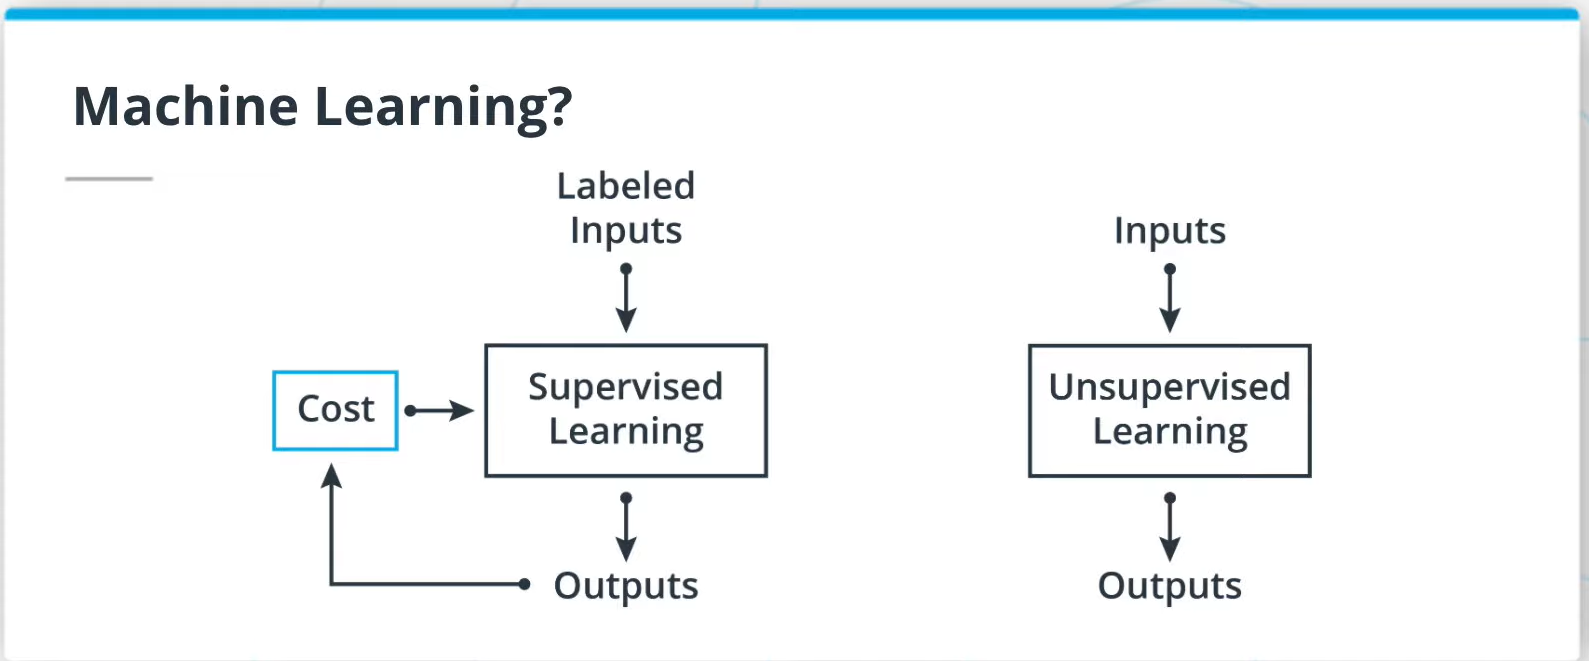 Machine Learning?
Labeled
Inputs
Inputs
Cost
Supervised
Learning
Unsupervised
Learning
Outputs
Outputs